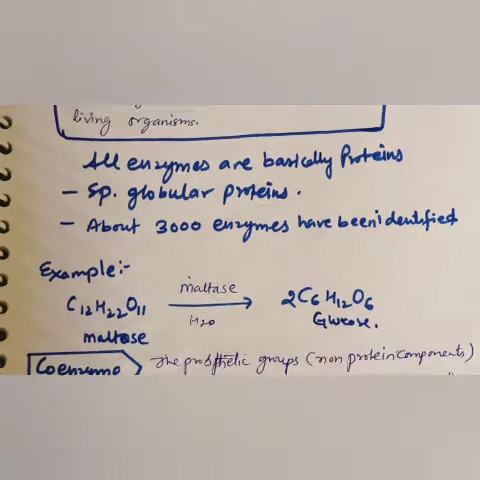 living organisms.
All enzymes are basically Proteins
– Sp. globular proteins.
– About 3000 enzymes have been identified
Example:-
C12H22O11 maltase H2O → 2C6H12O6
maltose Glucose.
Coenzyme The prosthetic groups (non protein components)